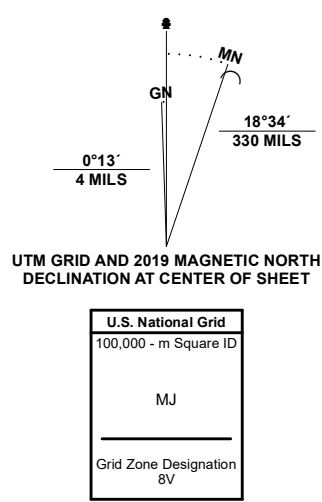 MN
GN
18°34´
330 MILS
0°13´
4 MILS
UTM GRID AND 2019 MAGNETIC NORTH
DECLINATION AT CENTER OF SHEET
U.S. National Grid
100,000 - m Square ID
MJ
Grid Zone Designation
8V